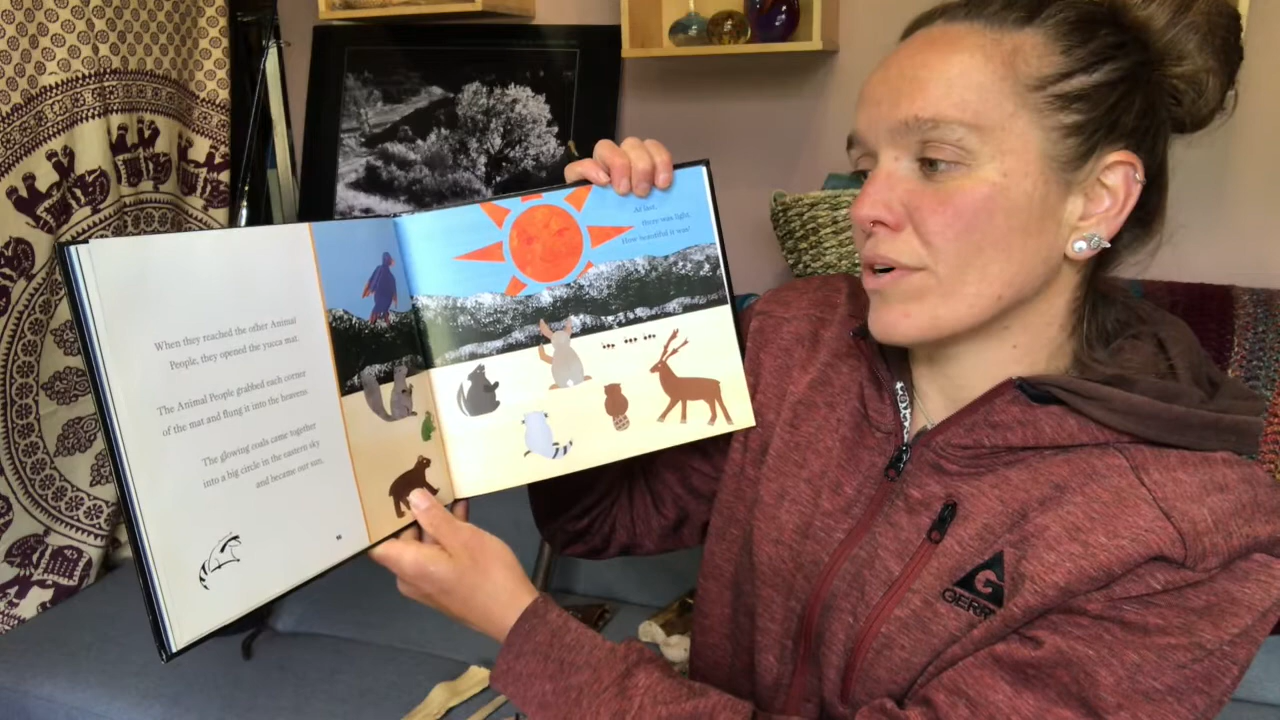 When they reached the other Animal
People, they opened the yucca mat.
The Animal People grabbed each corner
of the mat and flung it into the heavens.
The glowing coals came together
into a big circle in the eastern sky
and became our sun.
At last,
there was light.
How beautiful it was!
G
GERRY